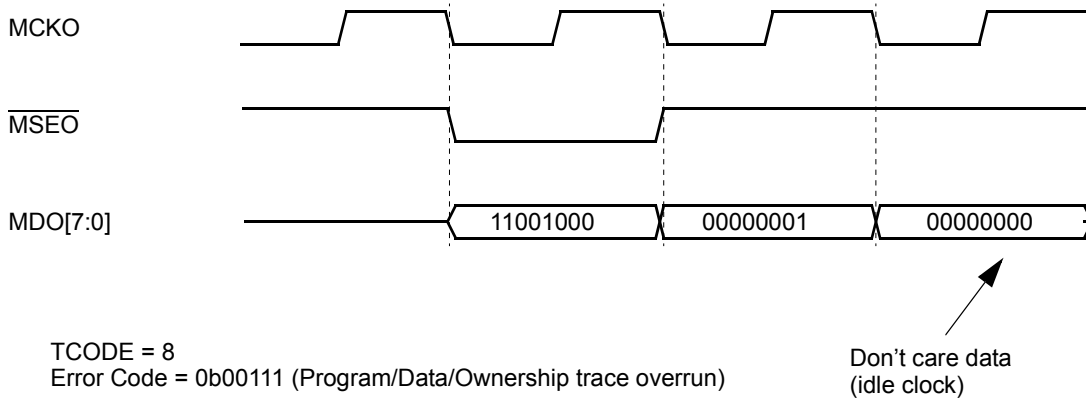 MCKO
MSEO
MDO[7:0]
11001000
00000001
00000000
TCODE = 8
Error Code = 0b00111 (Program/Data/Ownership trace overrun)
Don't care data
(idle clock)